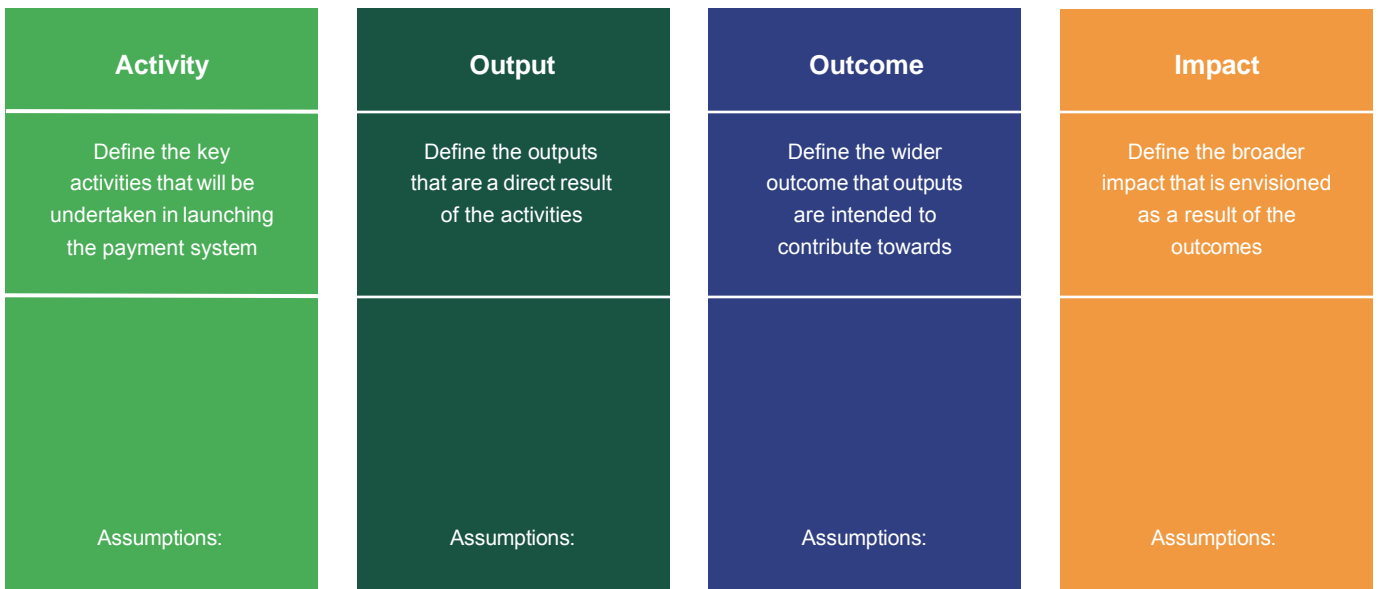 Activity
Define the key
activities that will be
undertaken in launching
the payment system
Assumptions:
Output
Define the outputs
that are a direct result
of the activities
Assumptions:
Outcome
Define the wider
outcome that outputs
are intended to
contribute towards
Assumptions:
Impact
Define the broader
impact that is envisioned
as a result of the
outcomes
Assumptions: